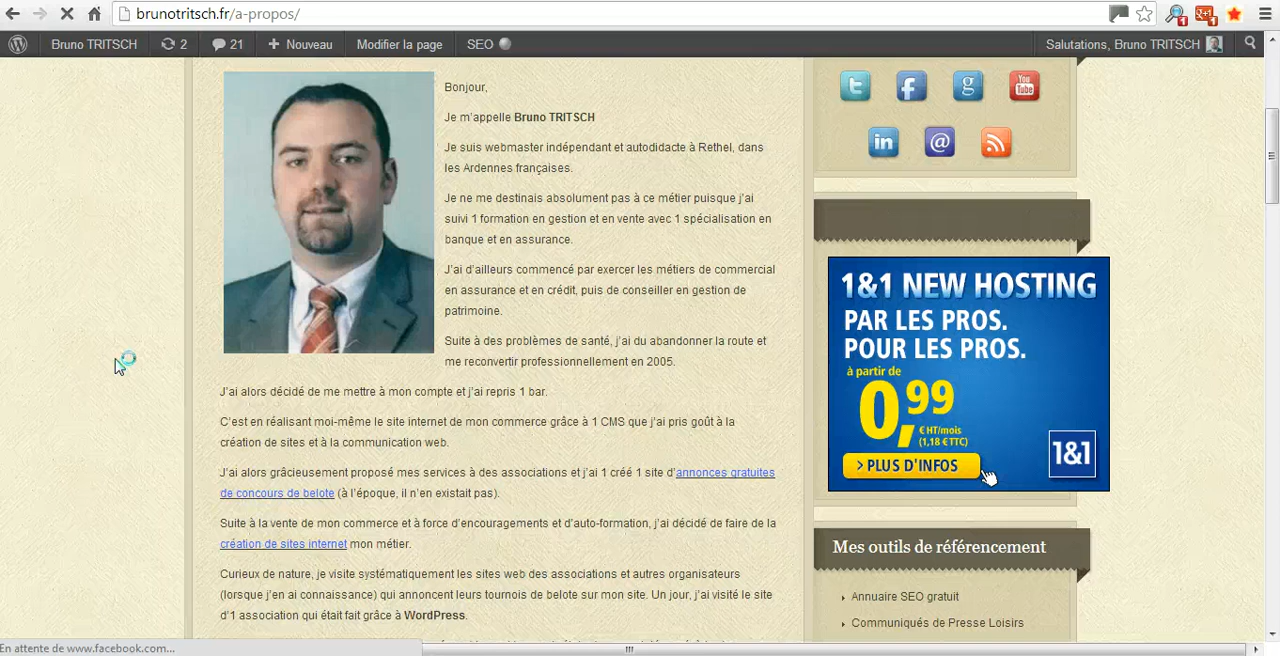 brunotritsch.fr/a-propos/
Bruno TRITSCH 2 21 + Nouveau Modifier la page SEO Salutations, Bruno TRITSCH
Bonjour,
Je m'appelle Bruno TRITSCH
Je suis webmaster indépendant et autodidacte à Rethel, dans
les Ardennes françaises.
Je ne me destinais absolument pas à ce métier puisque j'ai
suivi 1 formation en gestion et en vente avec 1 spécialisation en
banque et en assurance.
J'ai d'ailleurs commencé par exercer les métiers de commercial
en assurance et en crédit, puis de conseiller en gestion de
patrimoine.
Suite à des problèmes de santé, j'ai du abandonner la route et
me reconvertir professionnellement en 2005.
J'ai alors décidé de me mettre à mon compte et j'ai repris 1 bar.
C'est en réalisant moi-même le site internet de mon commerce grâce à 1 CMS que j'ai pris goût à la
création de sites et à la communication web.
J'ai alors grâcieusement proposé mes services à des associations et j'ai 1 créé 1 site d'annonces gratuites
de concours de belote (à l'époque, il n'en existait pas).
Suite à la vente de mon commerce et à force d'encouragements et d'auto-formation, j'ai décidé de faire de la
création de sites internet mon métier.
Curieux de nature, je visite systématiquement les sites web des associations et autres organisateurs
(lorsque j'en ai connaissance) qui annoncent leurs tournois de belote sur mon site. Un jour, j'ai visité le site
d'1 association qui était fait grâce à WordPress.
You
Tube
in @
1&1 NEW HOSTING
PAR LES PROS.
POUR LES PROS.
à partir de
0,99
€ HT/mois
(1,18 € TTC)
> PLUS D'INFOS
1&1
Mes outils de référencement
Annuaire SEO gratuit
Communiqués de Presse Loisirs
En attente de www.facebook.com...